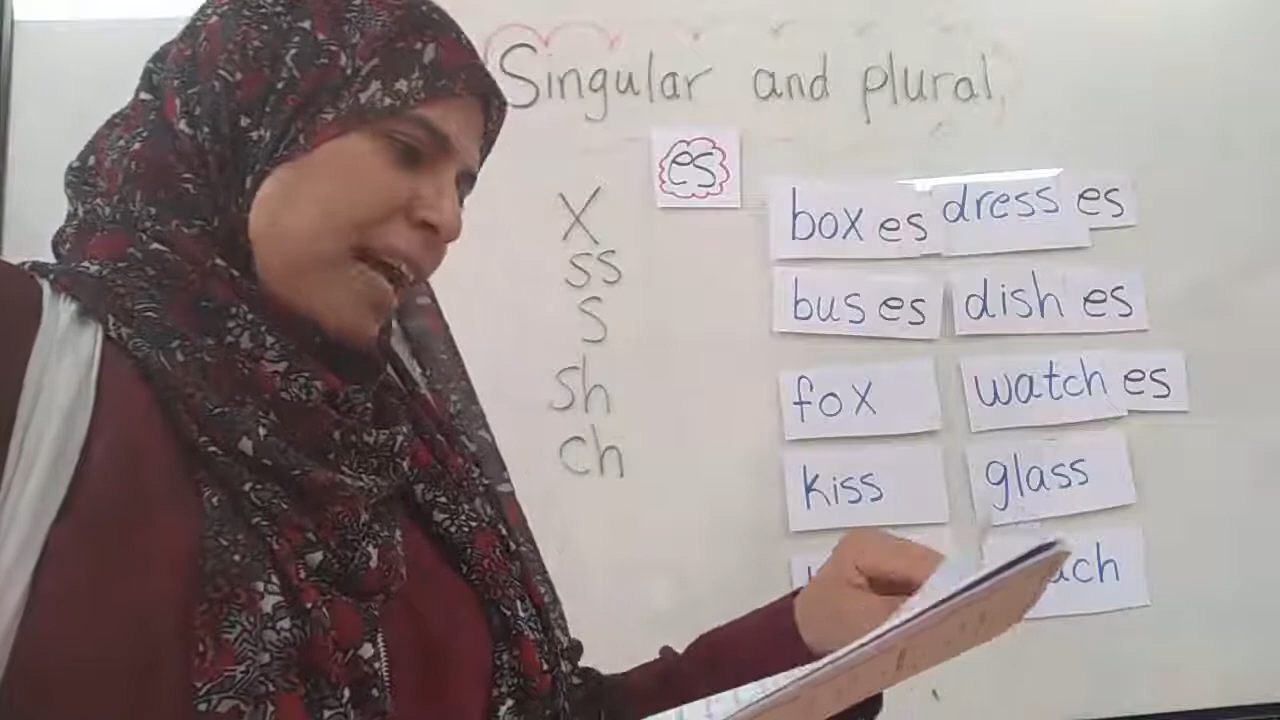 Singular and plural
es
X
ss
s
sh
ch
box es dress es
bus es dish es
fox watch es
kiss glass